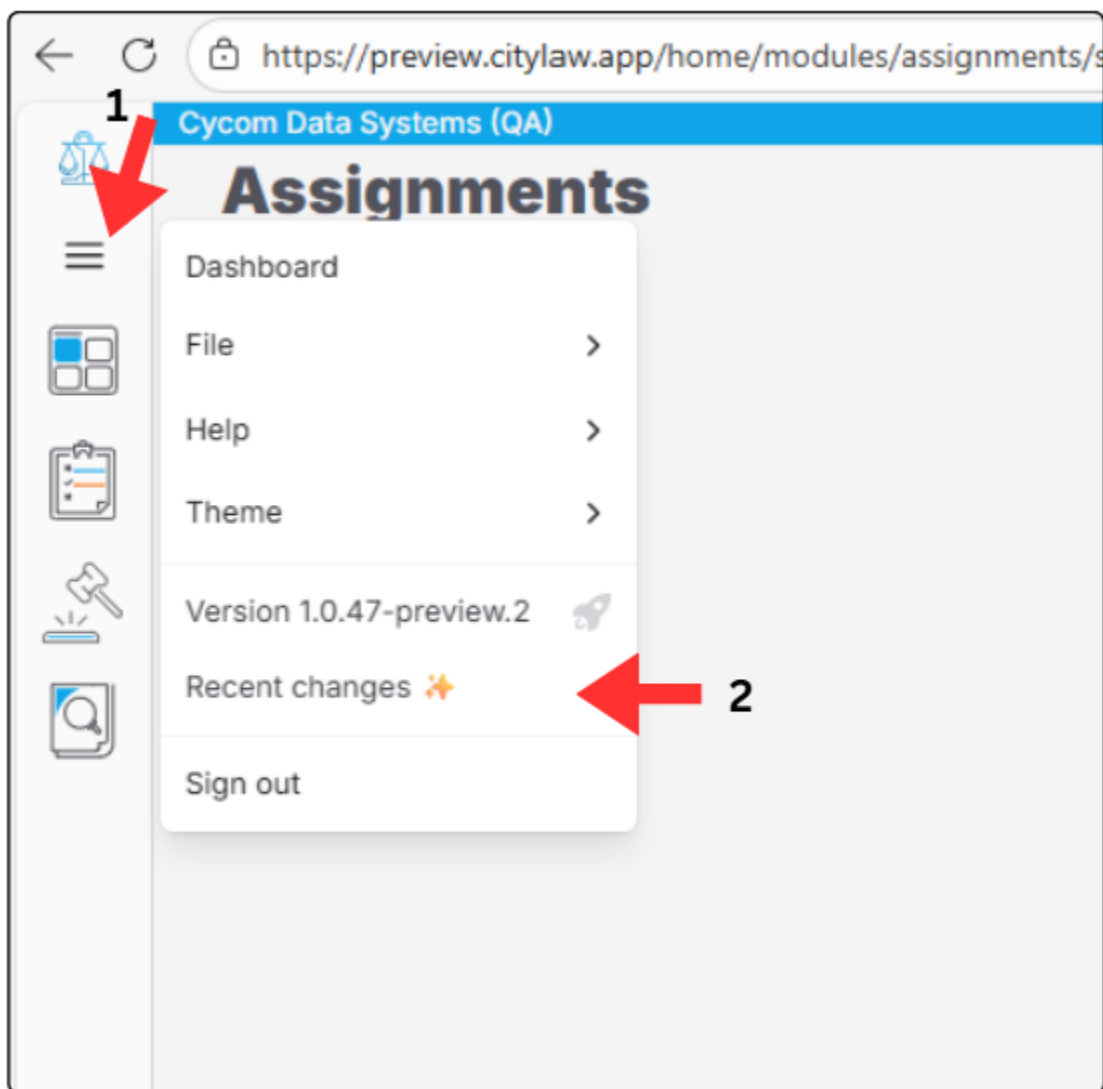 https://preview.citylaw.app/home/modules/assignments/s
1
Cycom Data Systems (QA)
Assignments
Dashboard
File
Help
Theme
Version 1.0.47-preview.2
Recent changes ✨
2
Sign out